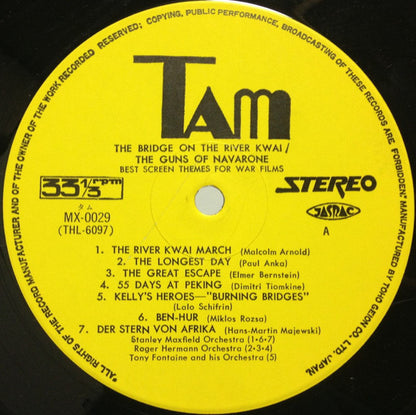 "ALL RIGHTS OF THE RECORD MANUFACTURER AND OF THE OWNER OF THE WORK RECORDED RESERVED; COPYING, PUBLIC PERFORMANCE, BROADCASTING OF THESE RECORDS ARE FORBIDDEN." MANUFACTURED BY TOHO GEION CO. LTD. JAPAN.
TAM
THE BRIDGE ON THE RIVER KWAI/
THE GUNS OF NAVARONE
BEST SCREEN THEMES FOR WAR FILMS
33 1/3 rpm
STEREO
タム
MX-0029
(THL-6097)
JASRAC
A
1. THE RIVER KWAI MARCH (Malcolm Arnold)
2. THE LONGEST DAY (Paul Anka)
3. THE GREAT ESCAPE (Elmer Bernstein)
4. 55 DAYS AT PEKING (Dimitri Tiomkine)
5. KELLY'S HEROES—"BURNING BRIDGES"
(Lalo Schifrin)
6. BEN-HUR (Miklos Rozsa)
7. DER STERN VON AFRIKA (Hans-Martin Majewski)
Stanley Maxfield Orchestra (1・6・7)
Roger Hermann Orchestra (2・3・4)
Tony Fontaine and his Orchestra (5)